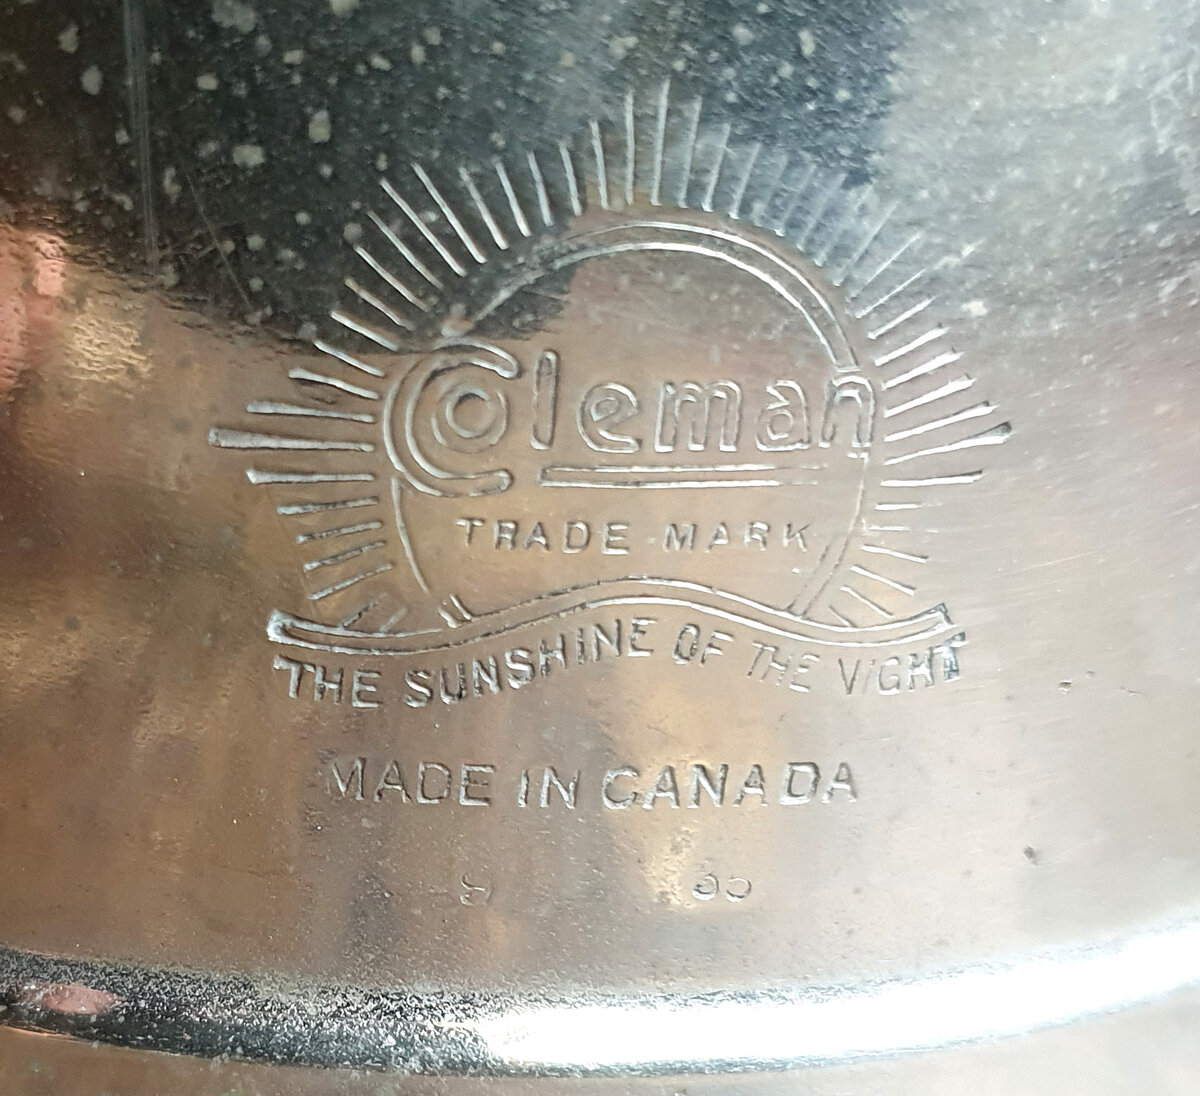 Coleman
TRADE MARK
THE SUNSHINE OF THE NIGHT
MADE IN CANADA